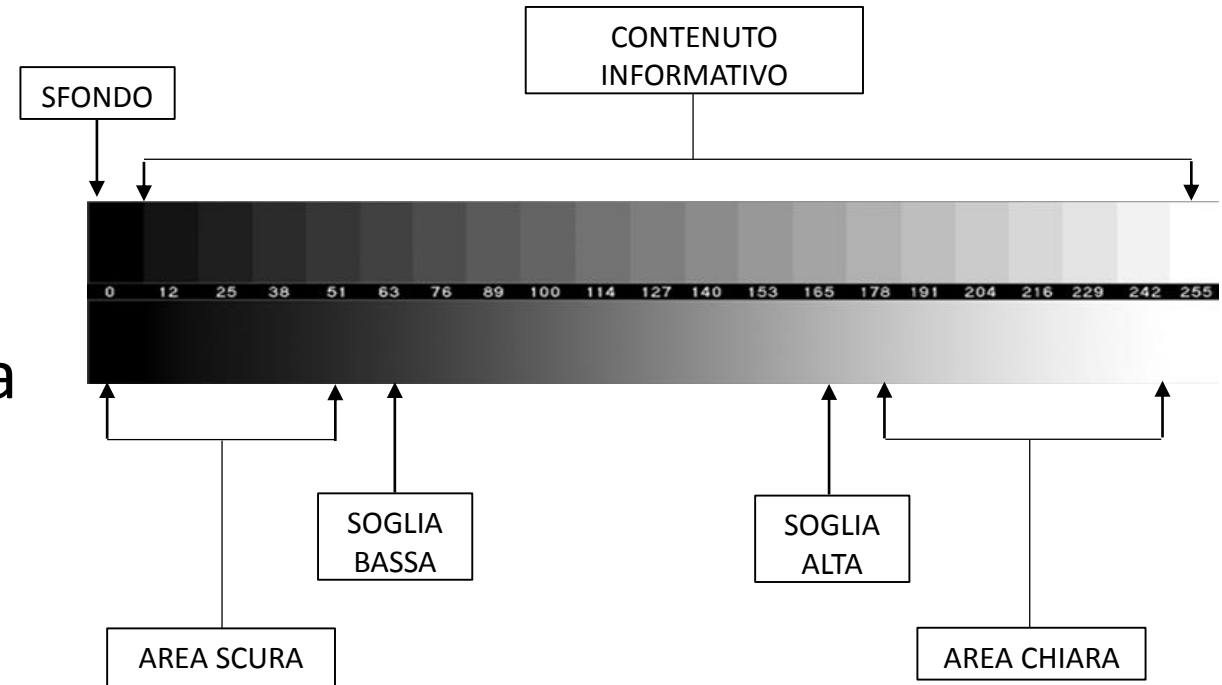 CONTENUTO
INFORMATIVO
SFONDO
0 12 25 38 51 63 76 89 100 114 127 140 153 165 178 191 204 216 229 242 255
a
SOGLIA
BASSA
SOGLIA
ALTA
AREA SCURA
AREA CHIARA